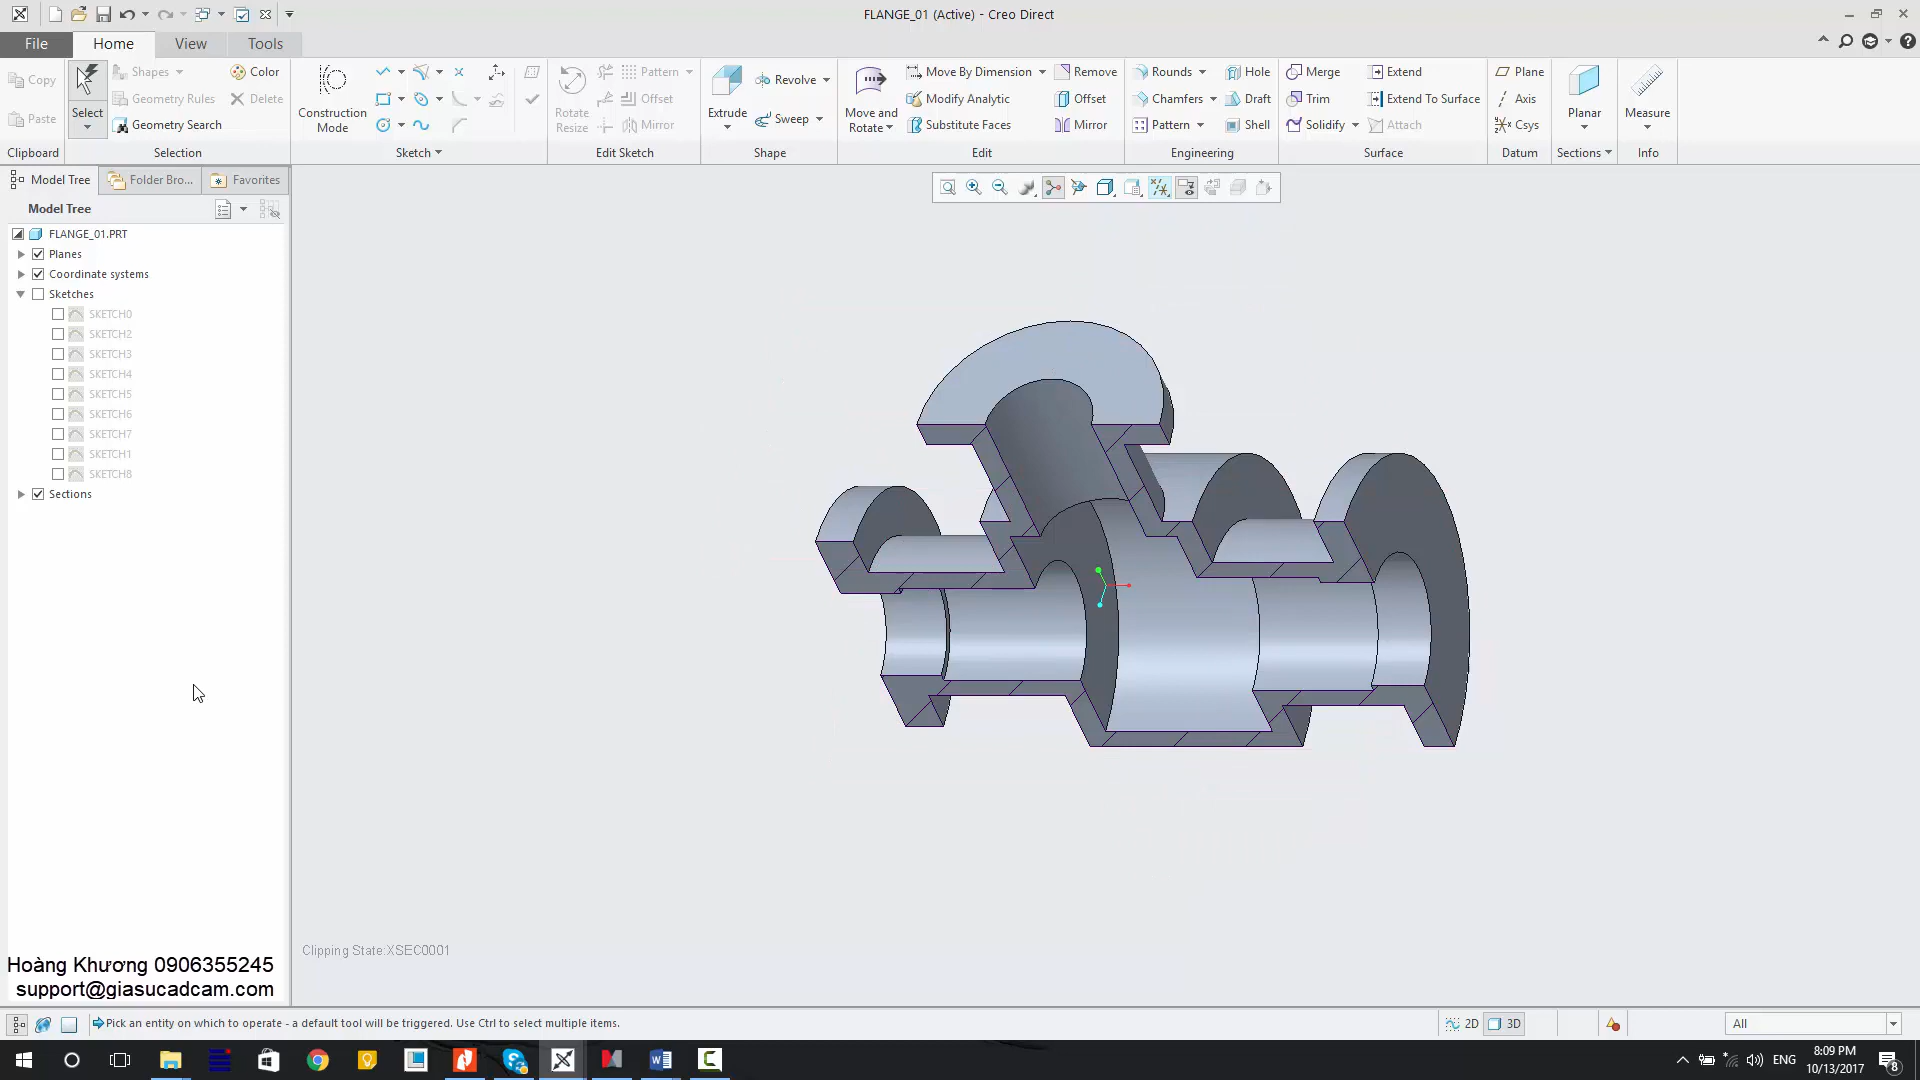 FLANGE_01 (Active) - Creo Direct
File Home View Tools
Copy Paste Clipboard
Select Shapes Color
Geometry Rules Delete
Geometry Search
Selection
Construction Mode
Sketch
Rotate Resize Pattern Offset Mirror
Edit Sketch
Extrude Revolve Sweep
Shape
Move and Rotate Move By Dimension Remove
Modify Analytic Offset
Substitute Faces Mirror
Edit
Rounds Hole
Chamfers Draft
Pattern Shell
Engineering
Merge Extend
Trim Extend To Surface
Solidify Attach
Surface
Plane
Axis
Csys
Datum
Planar
Sections
Measure
Info
Model Tree Folder Bro... Favorites
Model Tree
FLANGE_01.PRT
Planes
Coordinate systems
Sketches
SKETCH0
SKETCH2
SKETCH3
SKETCH4
SKETCH5
SKETCH6
SKETCH7
SKETCH1
SKETCH8
Sections
Clipping State:XSEC0001
Hoàng Khương 0906355245
support@giasucadcam.com
Pick an entity on which to operate - a default tool will be triggered. Use Ctrl to select multiple items.
2D 3D All
ENG 8:09 PM
10/13/2017
8